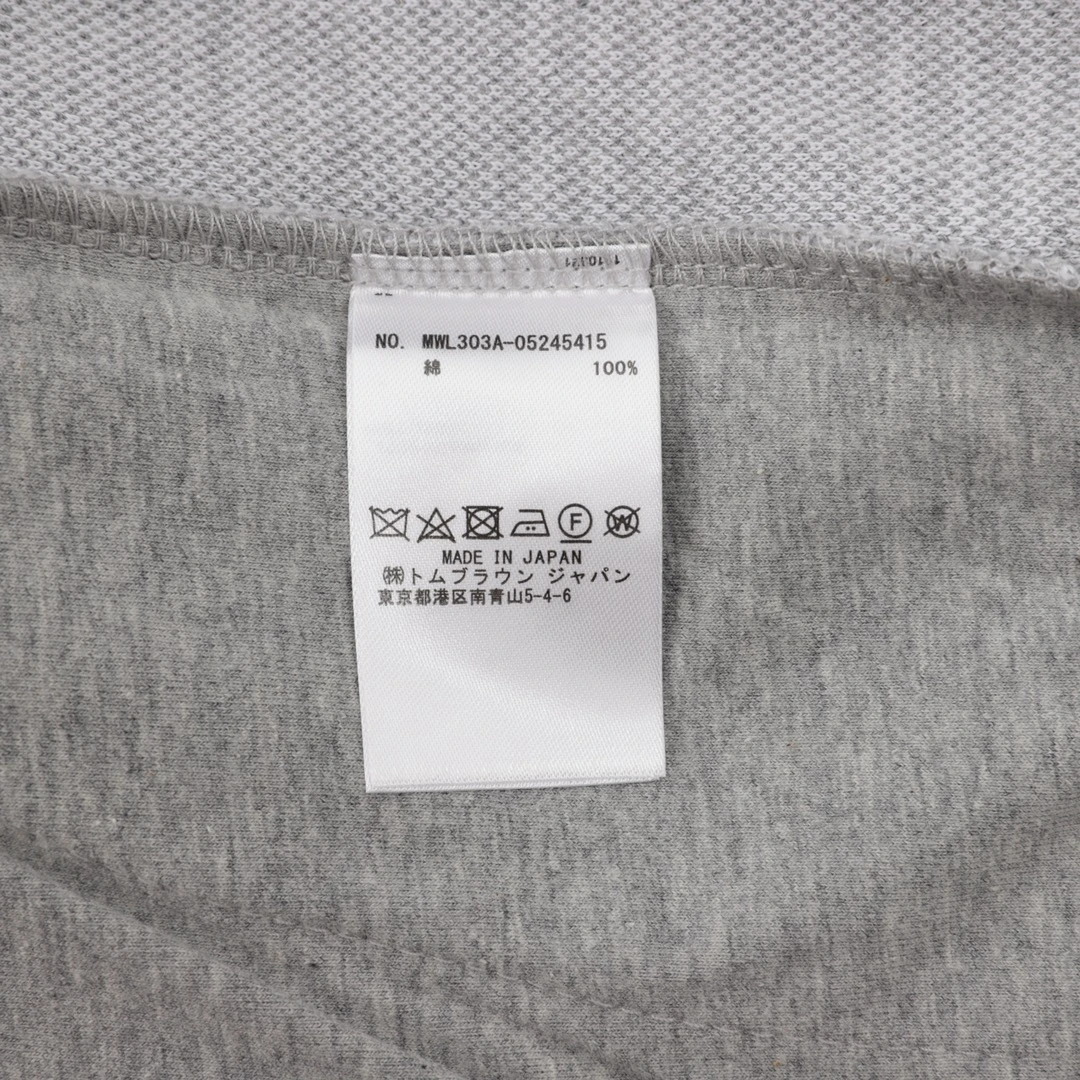 NO. MWL303A-05245415
綿 100%
F
W
MADE IN JAPAN
㈱トムブラウン ジャパン
東京都港区南青山5-4-6